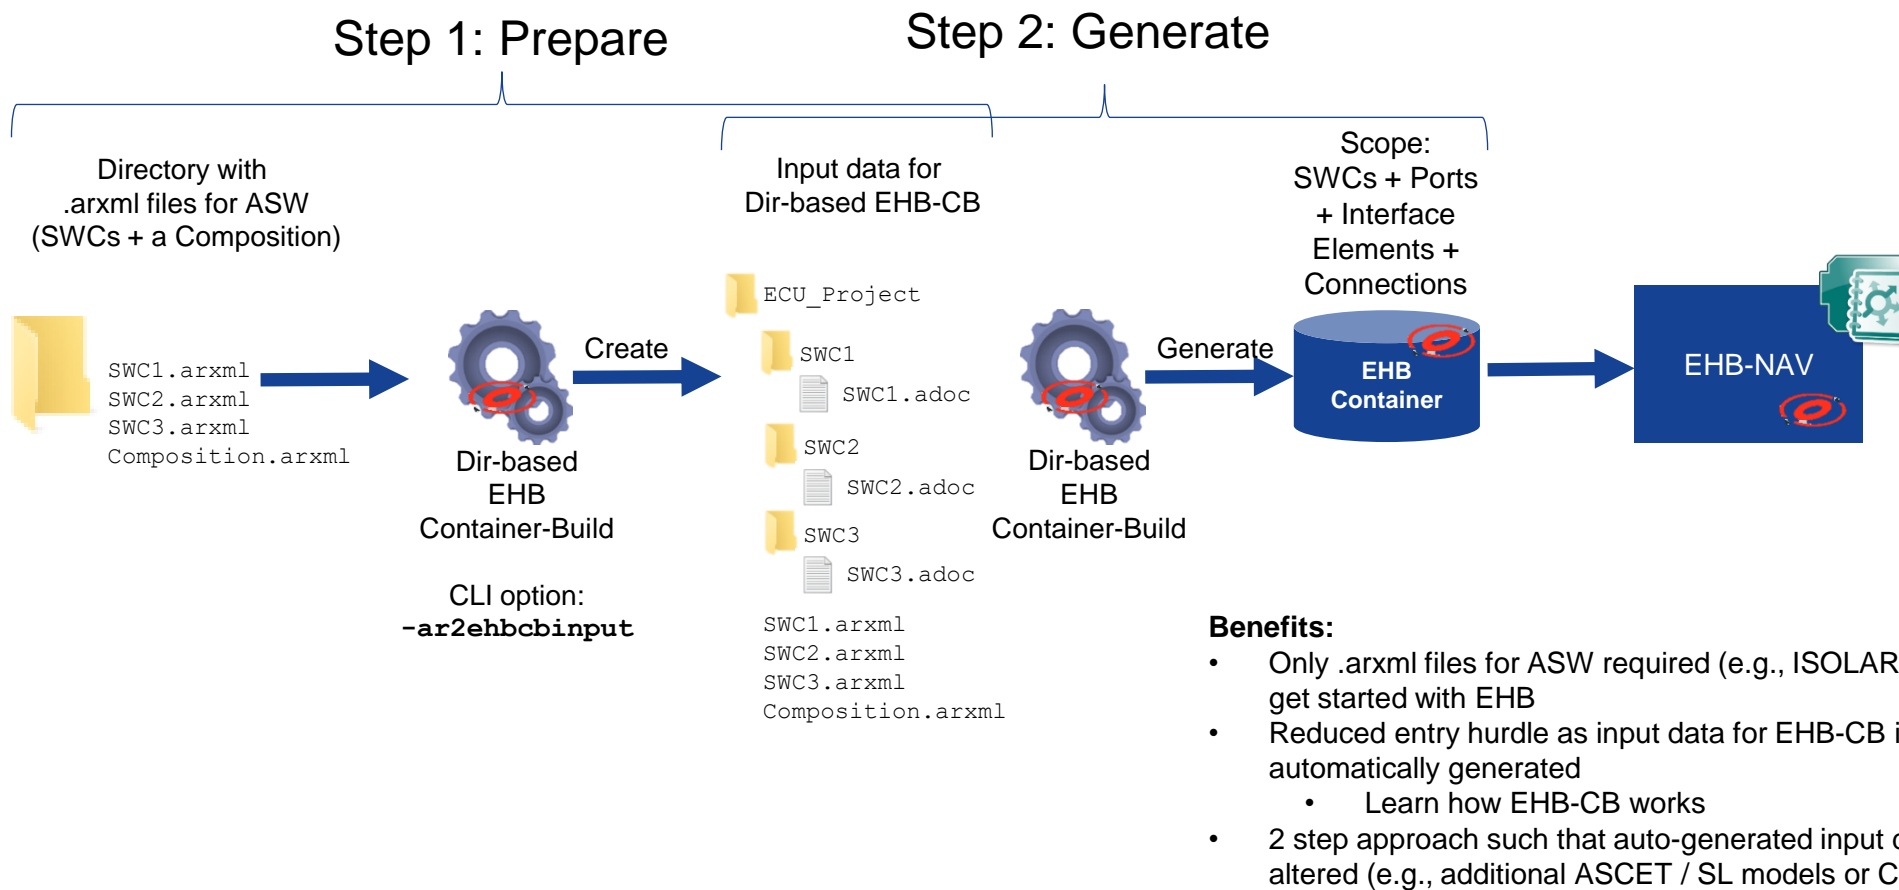 Step 1: Prepare
Step 2: Generate
Directory with
.arxml files for ASW
(SWCs + a Composition)
SWC1.arxml
SWC2.arxml
SWC3.arxml
Composition.arxml
Dir-based
EHB
Container-Build
CLI option:
-ar2ehbcbinput
Create
Input data for
Dir-based EHB-CB
ECU_Project
SWC1
SWC1.adoc
SWC2
SWC2.adoc
SWC3
SWC3.adoc
SWC1.arxml
SWC2.arxml
SWC3.arxml
Composition.arxml
Dir-based
EHB
Container-Build
Generate
Scope:
SWCs + Ports
+ Interface
Elements +
Connections
EHB
Container
EHB-NAV
Benefits:
• Only .arxml files for ASW required (e.g., ISOLAR
get started with EHB
• Reduced entry hurdle as input data for EHB-CB
automatically generated
• Learn how EHB-CB works
• 2 step approach such that auto-generated input
altered (e.g., additional ASCET / SL models or C